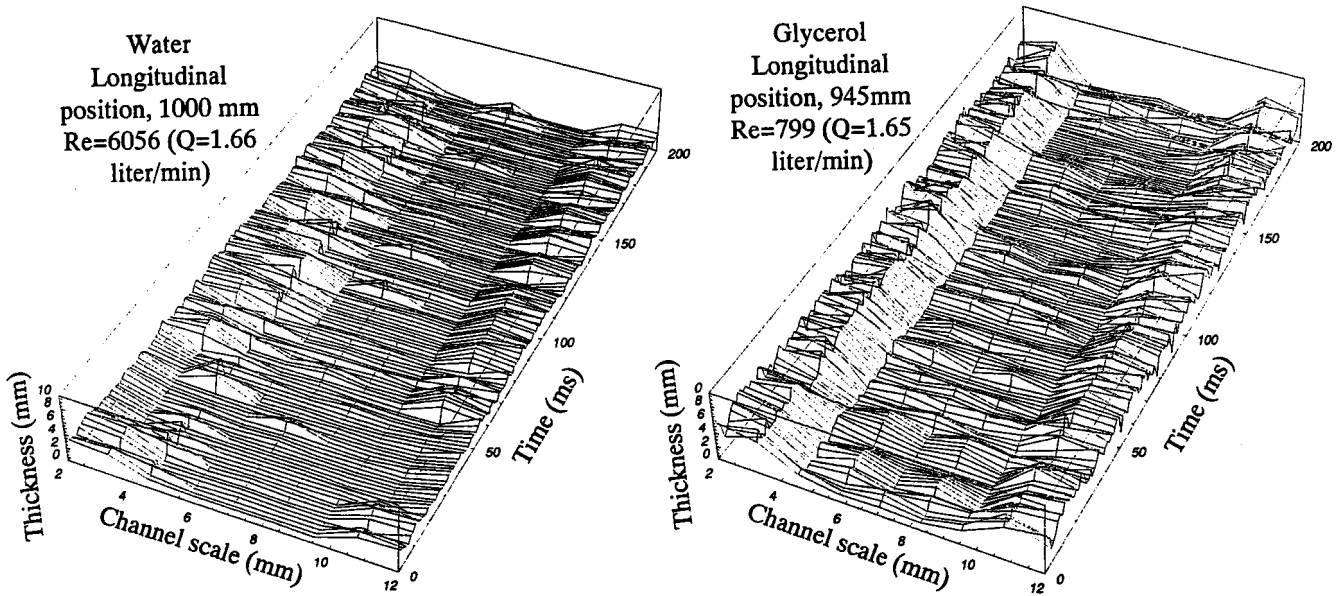 Water
Longitudinal
position, 1000 mm
Re=6056 (Q=1.66
liter/min)
200
150
100
50
0
Time (ms)
10
8
6
4
2
0
Thickness (mm)
2
4
6
8
10
12
Channel scale (mm)
Glycerol
Longitudinal
position, 945mm
Re=799 (Q=1.65
liter/min)
200
150
100
50
0
Time (ms)
0
8
6
4
2
0
Thickness (mm)
2
4
6
8
10
12
Channel scale (mm)